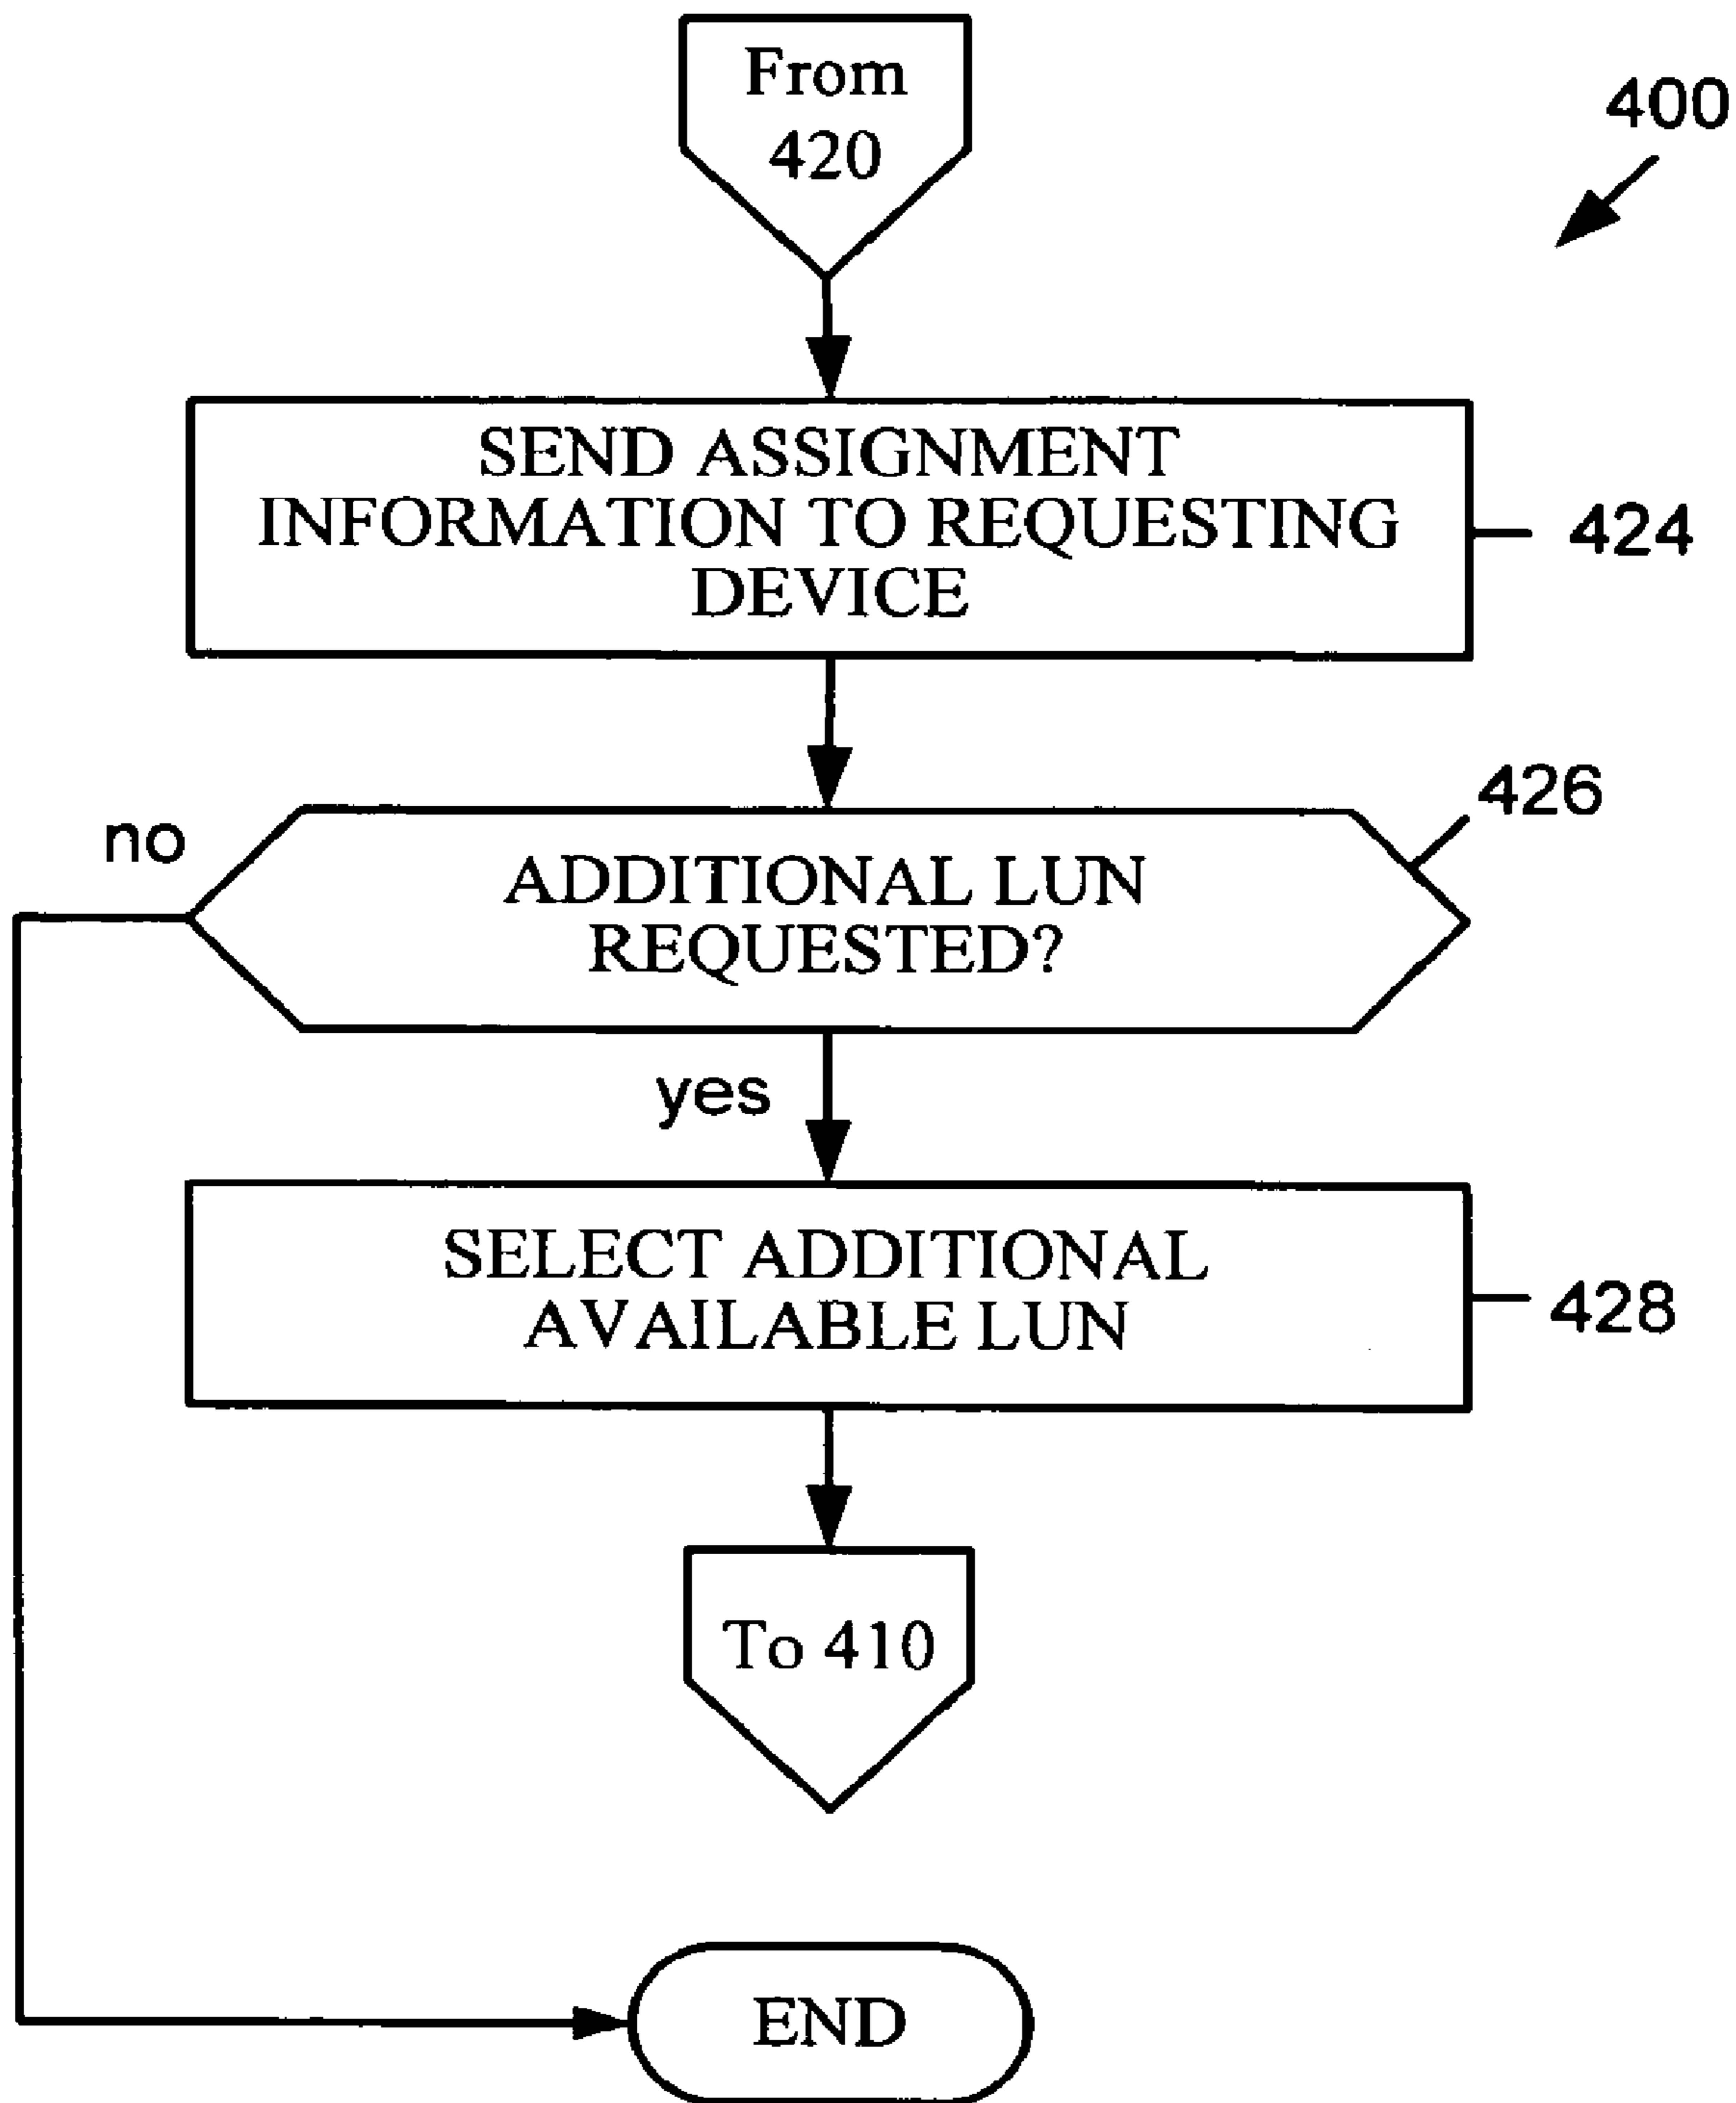 From
420
400
SEND ASSIGNMENT
INFORMATION TO REQUESTING
DEVICE
424
426
no
ADDITIONAL LUN
REQUESTED?
yes
SELECT ADDITIONAL
AVAILABLE LUN
428
To 410
END